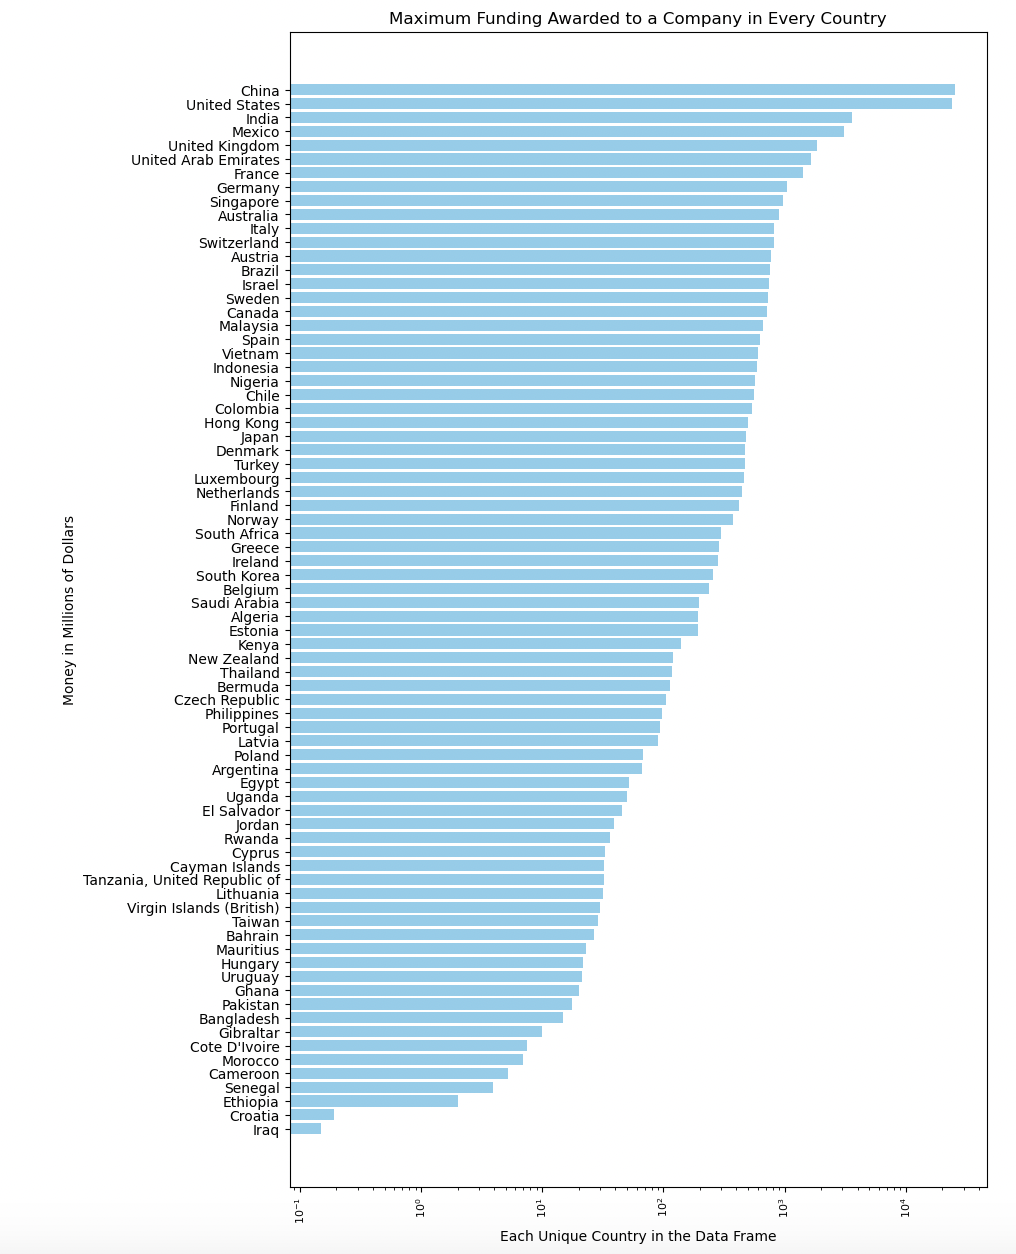 Maximum Funding Awarded to a Company in Every Country
China
United States
India
Mexico
United Kingdom
United Arab Emirates
France
Germany
Singapore
Australia
Italy
Switzerland
Austria
Brazil
Israel
Sweden
Canada
Malaysia
Spain
Vietnam
Indonesia
Nigeria
Chile
Colombia
Hong Kong
Japan
Denmark
Turkey
Luxembourg
Netherlands
Finland
Norway
South Africa
Greece
Ireland
South Korea
Belgium
Saudi Arabia
Algeria
Estonia
Kenya
New Zealand
Thailand
Bermuda
Czech Republic
Philippines
Portugal
Latvia
Poland
Argentina
Egypt
Uganda
El Salvador
Jordan
Rwanda
Cyprus
Cayman Islands
Tanzania, United Republic of
Lithuania
Virgin Islands (British)
Taiwan
Bahrain
Mauritius
Hungary
Uruguay
Ghana
Pakistan
Bangladesh
Gibraltar
Cote D'Ivoire
Morocco
Cameroon
Senegal
Ethiopia
Croatia
Iraq
Money in Millions of Dollars
10⁻¹
10⁰
10¹
10²
10³
10⁴
Each Unique Country in the Data Frame